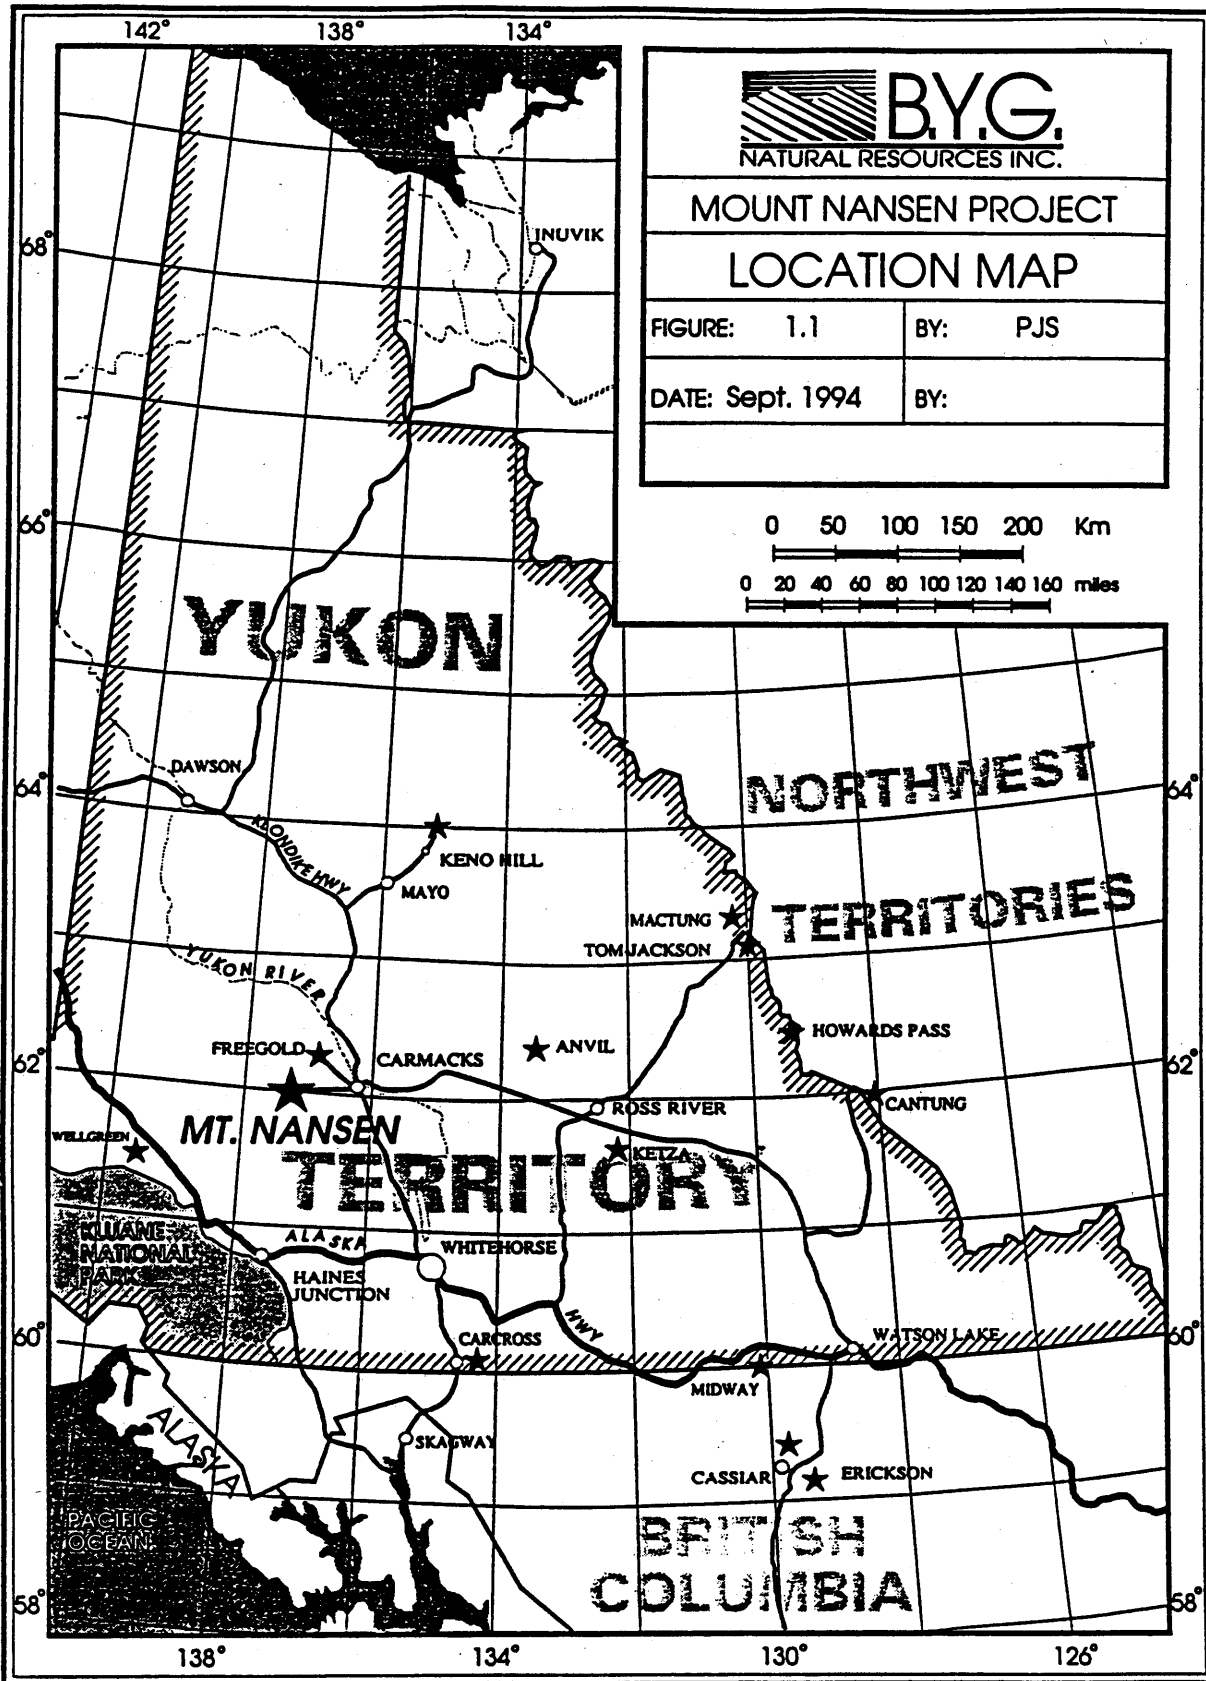 142° 138° 134°
B.Y.G.
NATURAL RESOURCES INC.
MOUNT NANSEN PROJECT
LOCATION MAP
FIGURE: 1.1 BY: PJS
DATE: Sept. 1994 BY:
0 50 100 150 200 Km
0 20 40 60 80 100 120 140 160 miles
68°
INUVIK
66°
YUKON
NORTHWEST
64°
64°
DAWSON
KLONDIKE HWY
KENO HILL
MAYO
TERRITORIES
MACTUNG
TOM JACKSON
YUKON RIVER
HOWARDS PASS
FREEGOLD
CARMACKS
ANVIL
62°
62°
ROSS RIVER
CANTUNG
MT. NANSEN
WELLGREEN
KETZA
TERRITORY
KLUANE
NATIONAL
PARK
ALASKA
WHITEHORSE
HAINES
JUNCTION
HWY
CARCROSS
WATSON LAKE
60°
60°
MIDWAY
ALASKA
SKAGWAY
CASSIAR
ERICKSON
PACIFIC
OCEAN
BRITISH
COLUMBIA
58°
58°
138° 134° 130° 126°